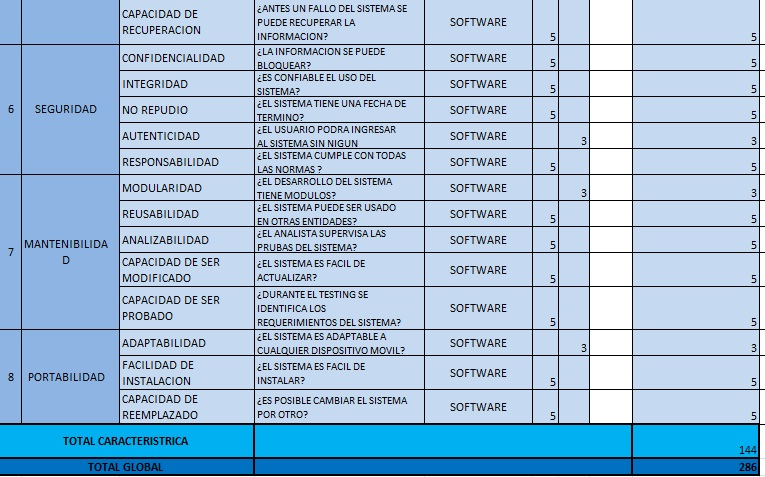 CAPACIDAD DE
RECUPERACION
¿ANTES UN FALLO DEL SISTEMA SE
PUEDE RECUPERAR LA
INFORMACION?
SOFTWARE
5
5
6
SEGURIDAD
CONFIDENCIALIDAD
¿LA INFORMACION SE PUEDE
BLOQUEAR?
SOFTWARE
5
5
INTEGRIDAD
¿ES CONFIABLE EL USO DEL
SISTEMA?
SOFTWARE
5
5
NO REPUDIO
¿EL SISTEMA TIENE UNA FECHA DE
TERMINO?
SOFTWARE
5
5
AUTENTICIDAD
¿EL USUARIO PODRA INGRESAR
AL SISTEMA SIN NIGUN
SOFTWARE
3
3
RESPONSABILIDAD
¿EL SISTEMA CUMPLE CON TODAS
LAS NORMAS ?
SOFTWARE
5
5
7
MANTENIBILIDA
D
MODULARIDAD
¿EL DESARROLLO DEL SISTEMA
TIENE MODULOS?
SOFTWARE
3
3
REUSABILIDAD
¿EL SISTEMA PUEDE SER USADO
EN OTRAS ENTIDADES?
SOFTWARE
5
5
ANALIZABILIDAD
¿EL ANALISTA SUPERVISA LAS
PRUBAS DEL SISTEMA?
SOFTWARE
5
5
CAPACIDAD DE SER
MODIFICADO
¿EL SISTEMA ES FACIL DE
ACTUALIZAR?
SOFTWARE
5
5
CAPACIDAD DE SER
PROBADO
¿DURANTE EL TESTING SE
IDENTIFICA LOS
REQUERIMIENTOS DEL SISTEMA?
SOFTWARE
5
5
8
PORTABILIDAD
ADAPTABILIDAD
¿EL SISTEMA ES ADAPTABLE A
CUALQUIER DISPOSITIVO MOVIL?
SOFTWARE
3
3
FACILIDAD DE
INSTALACION
¿EL SISTEMA ES FACIL DE
INSTALAR?
SOFTWARE
5
5
CAPACIDAD DE
REEMPLAZADO
¿ES POSIBLE CAMBIAR EL SISTEMA
POR OTRO?
SOFTWARE
5
5
TOTAL CARACTERISTRICA
144
TOTAL GLOBAL
286